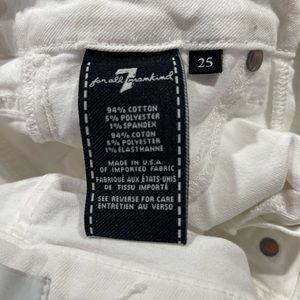 7
for all mankind
25
94% COTTON
5% POLYESTER
1% SPANDEX
94% COTON
5% POLYESTER
1% ÉLASTHANNE
MADE IN U.S.A.
OF IMPORTED FABRIC
FABRIQUÉ AUX ÉTATS-UNIS
DE TISSU IMPORTÉ
SEE REVERSE FOR CARE
ENTRETIEN AU VERSO